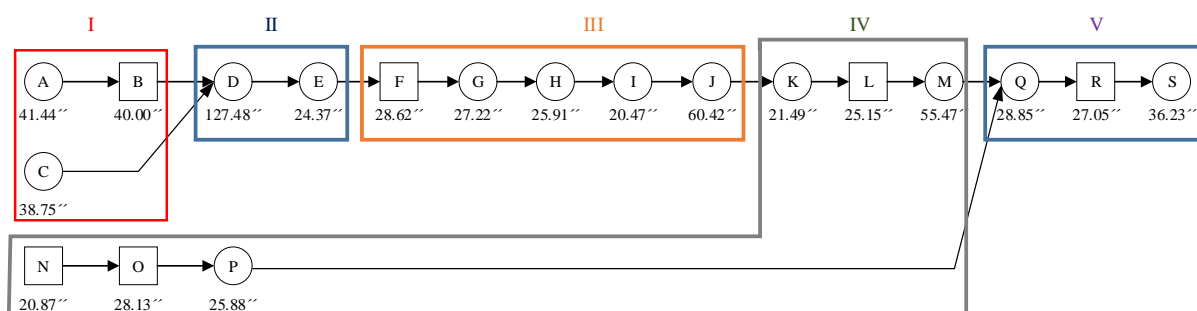 I II III IV V
A B D E F G H I J K L M Q R S
41.44´´ 40.00´´ 127.48´´ 24.37´´ 28.62´´ 27.22´´ 25.91´´ 20.47´´ 60.42´´ 21.49´´ 25.15´´ 55.47´´ 28.85´´ 27.05´´ 36.23´´
C
38.75´´
N O P
20.87´´ 28.13´´ 25.88´´